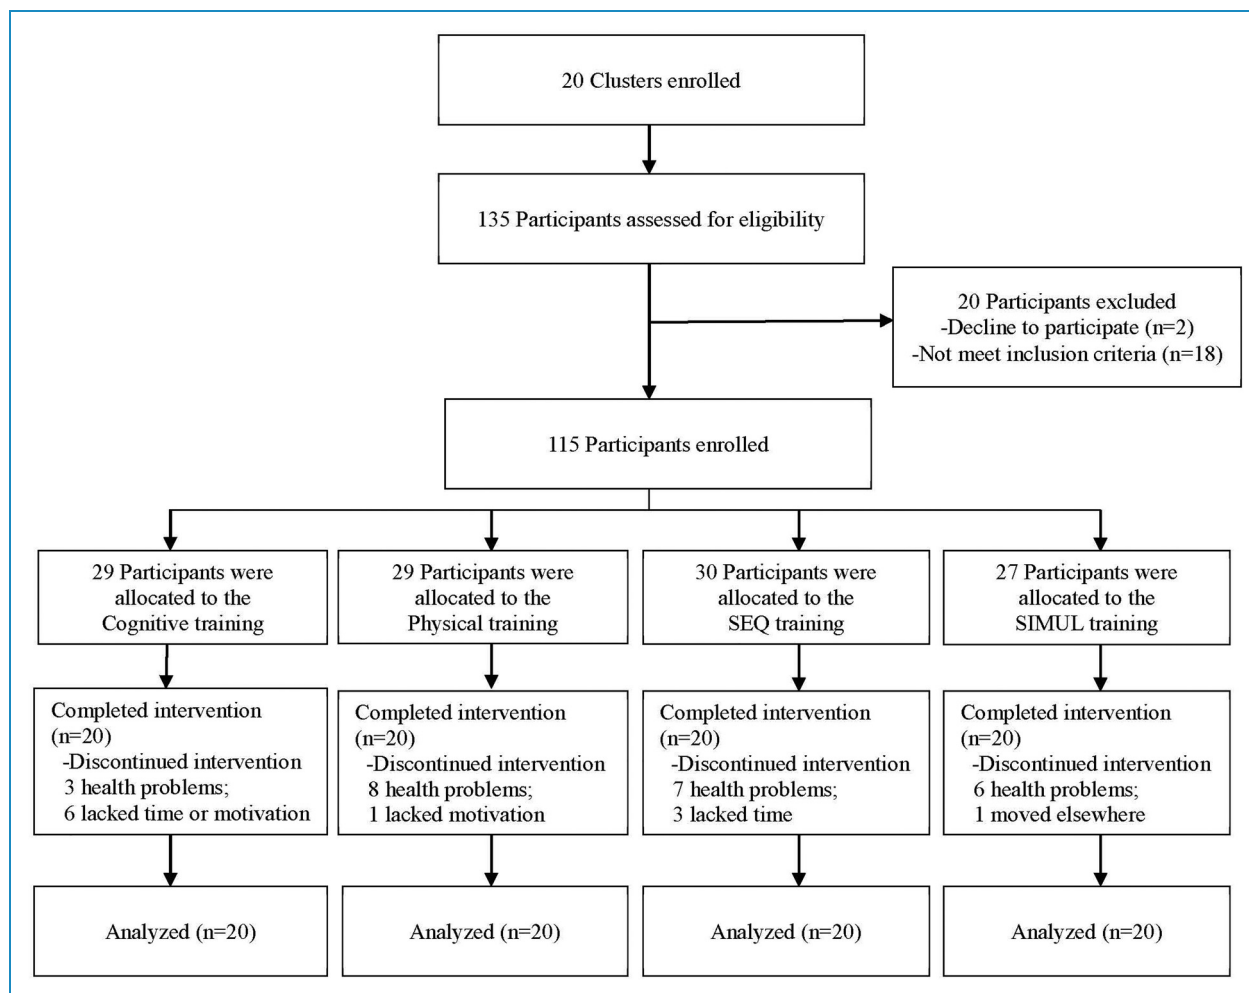 20 Clusters enrolled
135 Participants assessed for eligibility
20 Participants excluded
-Decline to participate (n=2)
-Not meet inclusion criteria (n=18)
115 Participants enrolled
29 Participants were
allocated to the
Cognitive training
29 Participants were
allocated to the
Physical training
30 Participants were
allocated to the
SEQ training
27 Participants were
allocated to the
SIMUL training
Completed intervention
(n=20)
-Discontinued intervention
3 health problems;
6 lacked time or motivation
Completed intervention
(n=20)
-Discontinued intervention
8 health problems;
1 lacked motivation
Completed intervention
(n=20)
-Discontinued intervention
7 health problems;
3 lacked time
Completed intervention
(n=20)
-Discontinued intervention
6 health problems;
1 moved elsewhere
Analyzed (n=20)
Analyzed (n=20)
Analyzed (n=20)
Analyzed (n=20)